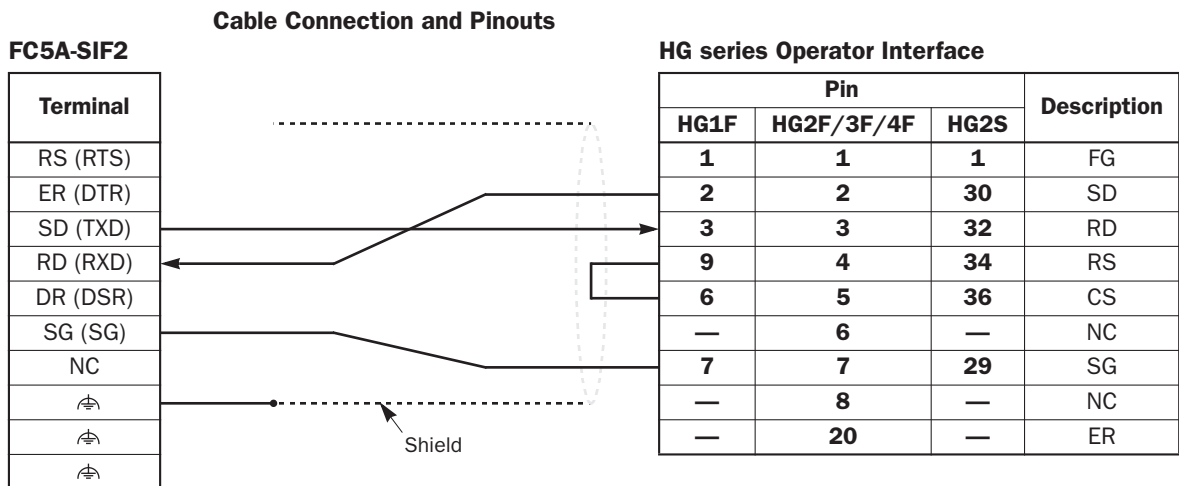 Cable Connection and Pinouts
FC5A-SIF2
Terminal
RS (RTS)
ER (DTR)
SD (TXD)
RD (RXD)
DR (DSR)
SG (SG)
NC
Shield
HG series Operator Interface
Pin Description
HG1F HG2F/3F/4F HG2S
1 1 1 FG
2 2 30 SD
3 3 32 RD
9 4 34 RS
6 5 36 CS
— 6 — NC
7 7 29 SG
— 8 — NC
— 20 — ER